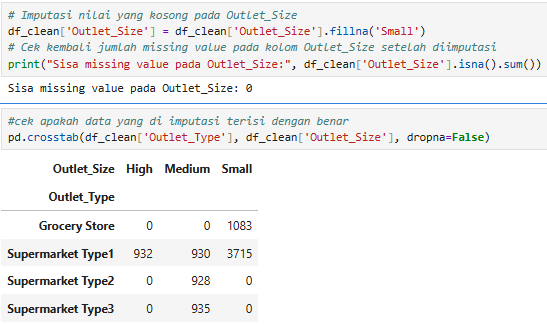 # Imputasi nilai yang kosong pada Outlet_Size
df_clean['Outlet_Size'] = df_clean['Outlet_Size'].fillna('Small')
# Cek kembali jumlah missing value pada kolom Outlet_Size setelah diimputasi
print("Sisa missing value pada Outlet_Size:", df_clean['Outlet_Size'].isna().sum())
Sisa missing value pada Outlet_Size: 0
#cek apakah data yang di imputasi terisi dengan benar
pd.crosstab(df_clean['Outlet_Type'], df_clean['Outlet_Size'], dropna=False)
Outlet_Size High Medium Small
Outlet_Type
Grocery Store 0 0 1083
Supermarket Type1 932 930 3715
Supermarket Type2 0 928 0
Supermarket Type3 0 935 0